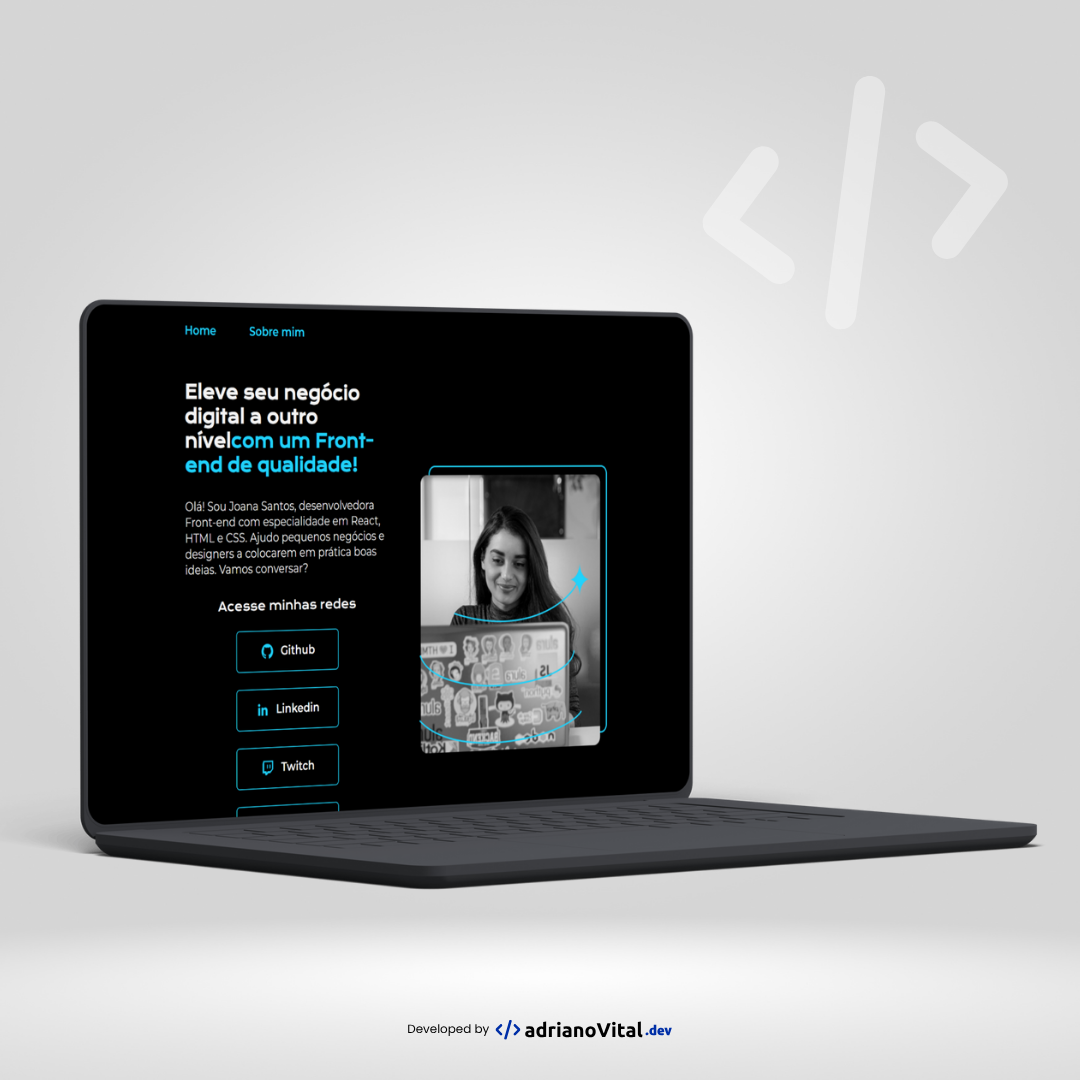 Home
Sobre mim
Eleve seu negócio
digital a outro
nívelcom um Front-
end de qualidade!
Olá! Sou Joana Santos, desenvolvedora
Front-end com especialidade em React,
HTML e CSS. Ajudo pequenos negócios e
designers a colocarem em prática boas
ideias. Vamos conversar?
Acesse minhas redes
Github
Linkedin
Twitch
</>
Developed by </> adrianoVital.dev